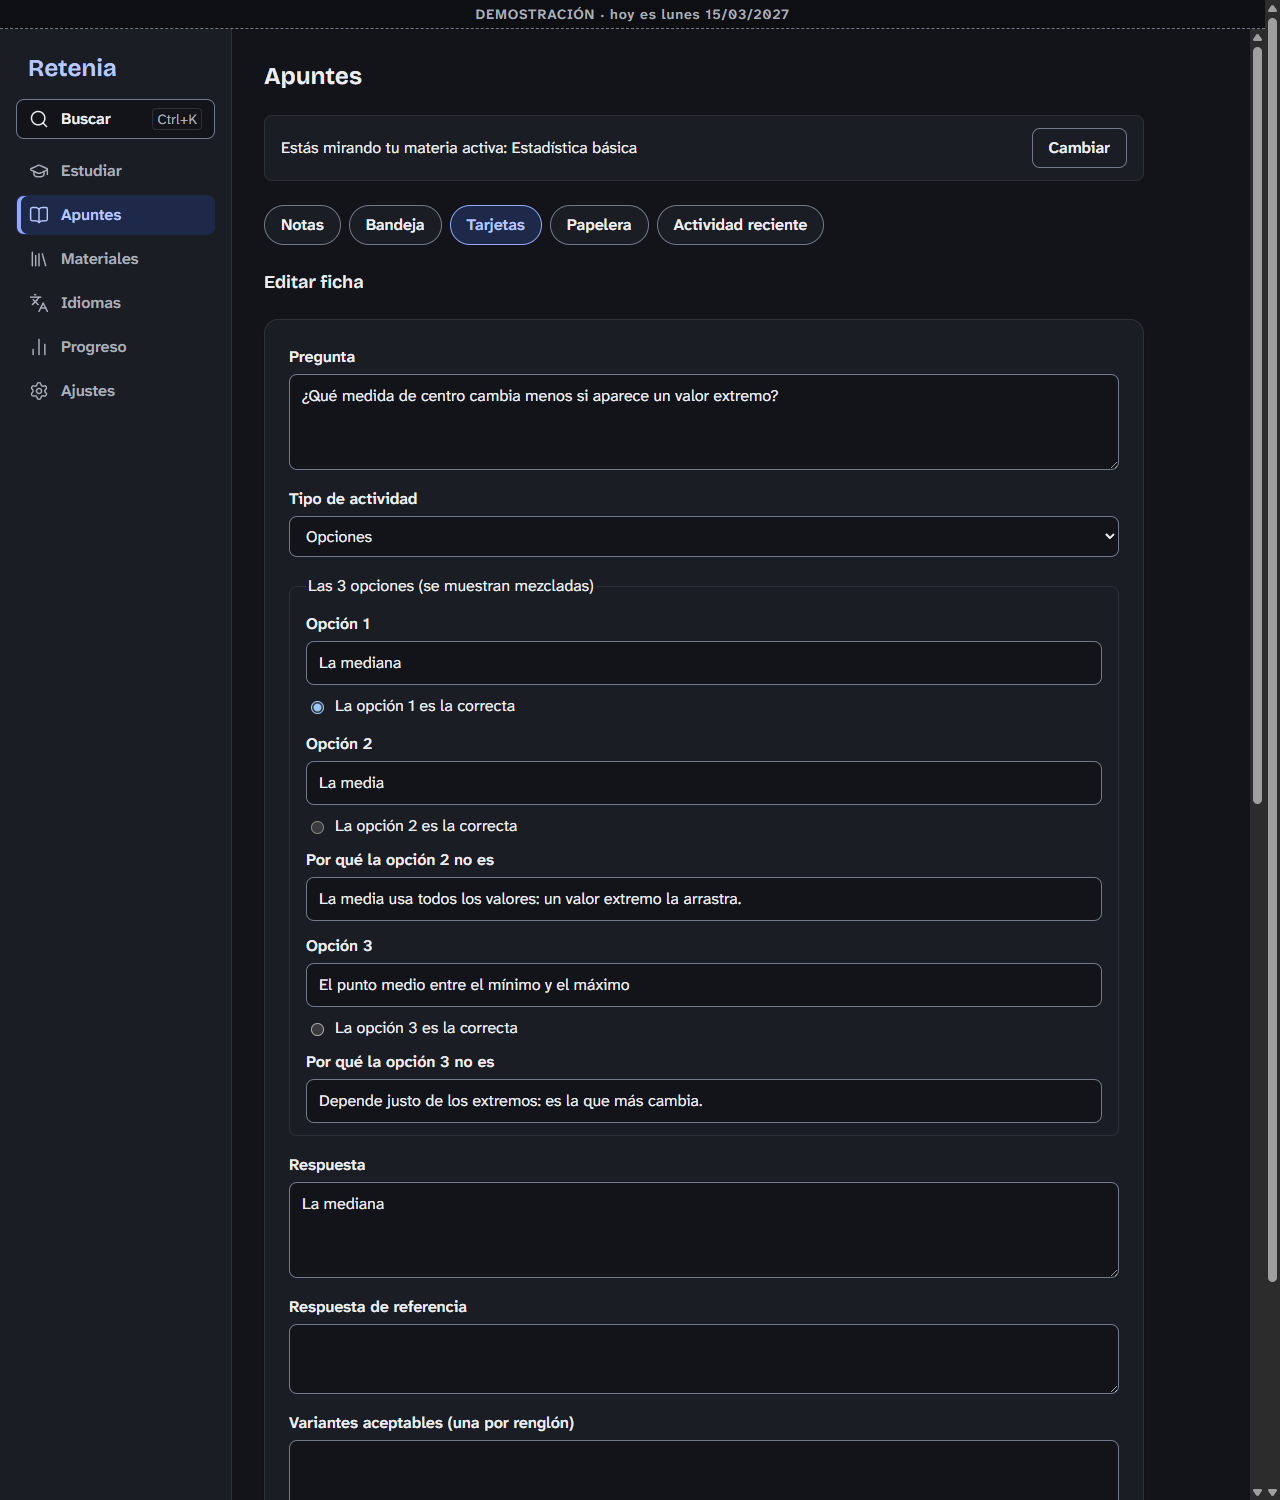 DEMOSTRACIÓN · hoy es lunes 15/03/2027
Retenia
Buscar Ctrl+K
Estudiar
Apuntes
Materiales
Idiomas
Progreso
Ajustes
Apuntes
Estás mirando tu materia activa: Estadística básica
Cambiar
Notas
Bandeja
Tarjetas
Papelera
Actividad reciente
Editar ficha
Pregunta
¿Qué medida de centro cambia menos si aparece un valor extremo?
Tipo de actividad
Opciones
Las 3 opciones (se muestran mezcladas)
Opción 1
La mediana
La opción 1 es la correcta
Opción 2
La media
La opción 2 es la correcta
Por qué la opción 2 no es
La media usa todos los valores: un valor extremo la arrastra.
Opción 3
El punto medio entre el mínimo y el máximo
La opción 3 es la correcta
Por qué la opción 3 no es
Depende justo de los extremos: es la que más cambia.
Respuesta
La mediana
Respuesta de referencia
Variantes aceptables (una por renglón)